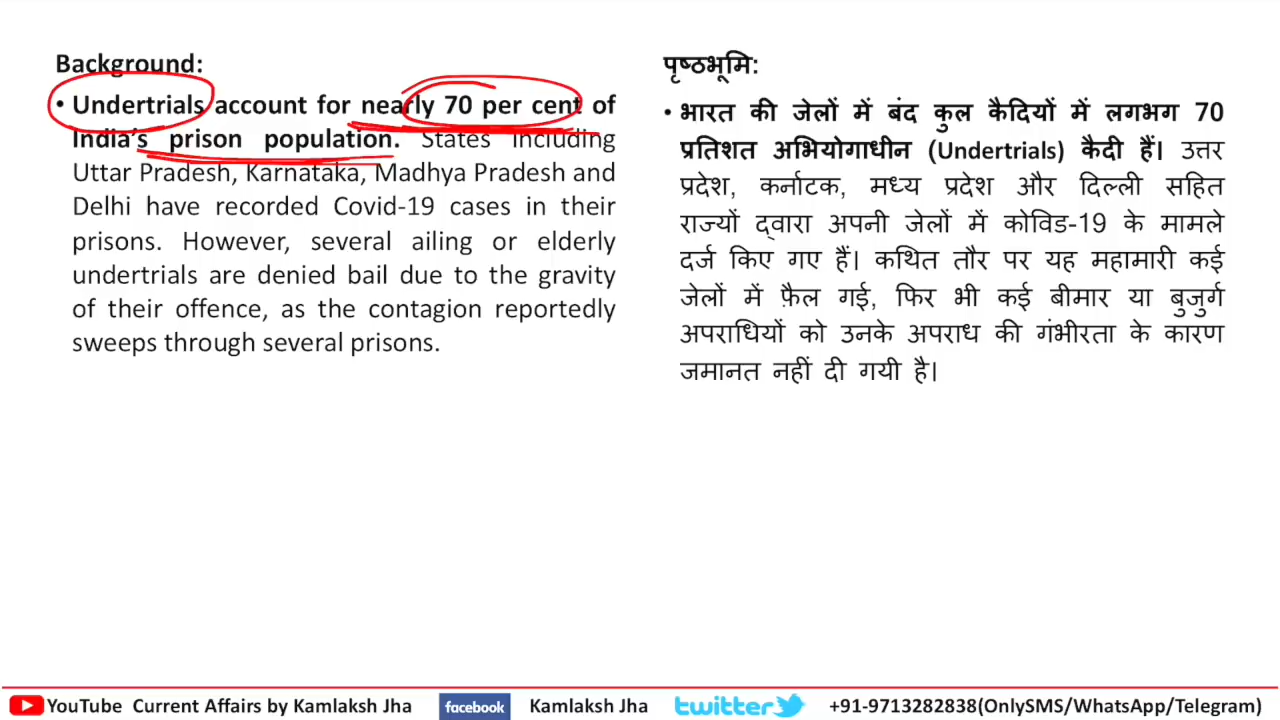 Background:
• Undertrials account for nearly 70 per cent of
India's prison population. States including
Uttar Pradesh, Karnataka, Madhya Pradesh and
Delhi have recorded Covid-19 cases in their
prisons. However, several ailing or elderly
undertrials are denied bail due to the gravity
of their offence, as the contagion reportedly
sweeps through several prisons.
पृष्ठभूमि:
• भारत की जेलों में बंद कुल कैदियों में लगभग 70
प्रतिशत अभियोगाधीन (Undertrials) कैदी हैं। उत्तर
प्रदेश, कर्नाटक, मध्य प्रदेश और दिल्ली सहित
राज्यों द्वारा अपनी जेलों में कोविड-19 के मामले
दर्ज किए गए हैं। कथित तौर पर यह महामारी कई
जेलों में फ़ैल गई, फिर भी कई बीमार या बुजुर्ग
अपराधियों को उनके अपराध की गंभीरता के कारण
जमानत नहीं दी गयी है।
YouTube Current Affairs by Kamlaksh Jha facebook Kamlaksh Jha twitter +91-9713282838(OnlySMS/WhatsApp/Telegram)